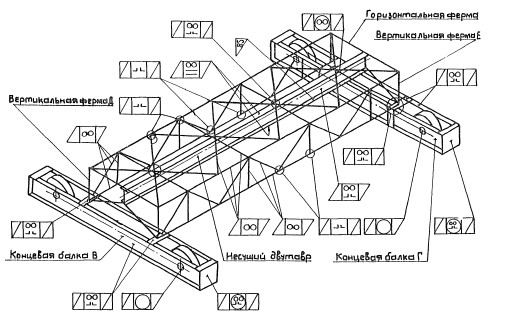 Горизонтальная ферма
Вертикальная ферма Б
Вертикальная ферма
Концевая балка В
Несущий двутавр
Концевая балка Г